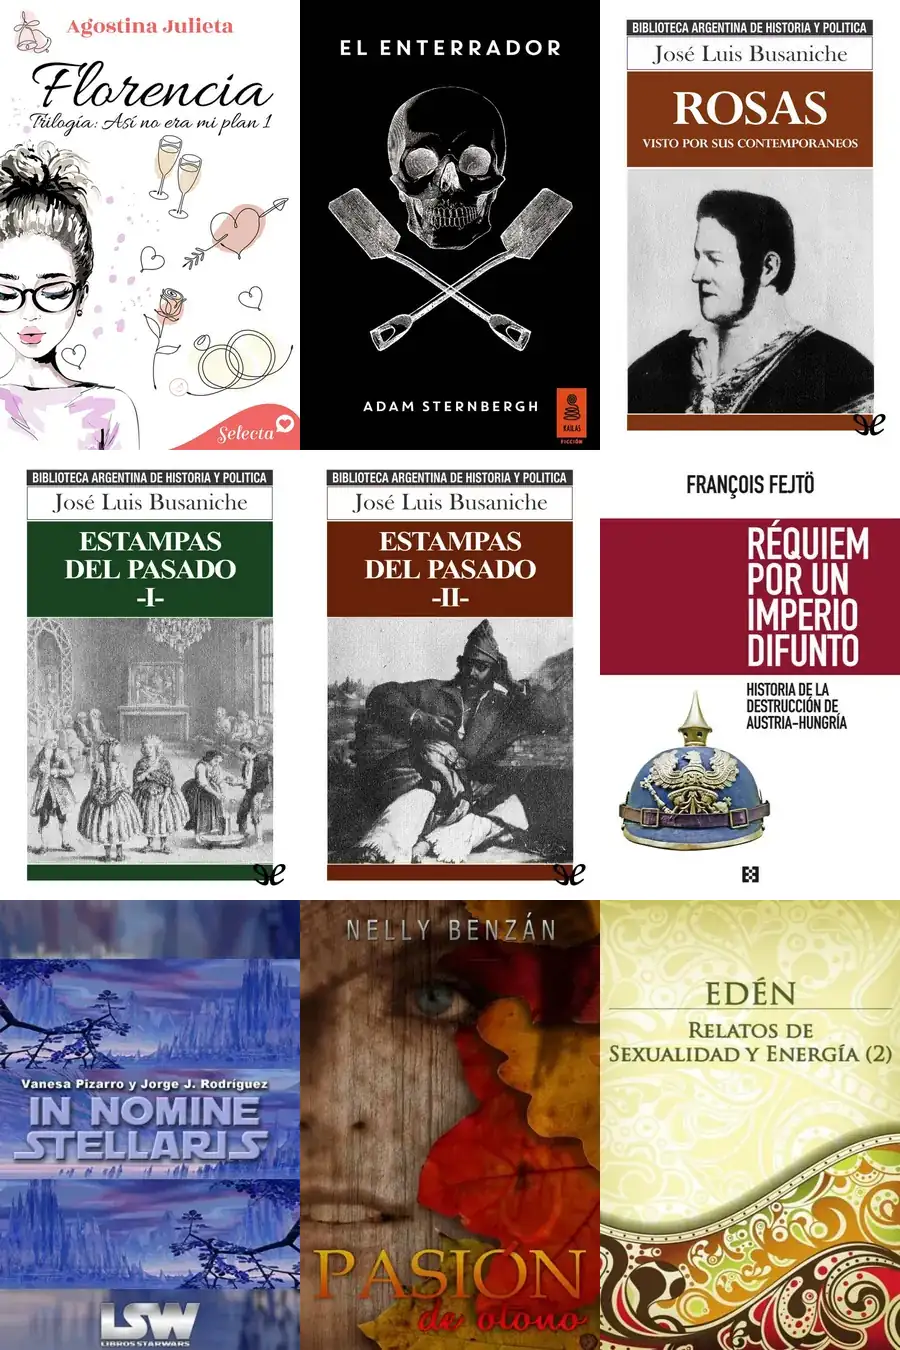 Agostina Julieta
Florencia
Trilogía: Así no era mi plan 1
Selecta
EL ENTERRADOR
ADAM STERNBERGH
KAILAS
FICCIÓN
BIBLIOTECA ARGENTINA DE HISTORIA Y POLITICA
José Luis Busaniche
ROSAS
VISTO POR SUS CONTEMPORANEOS
BIBLIOTECA ARGENTINA DE HISTORIA Y POLITICA
José Luis Busaniche
ESTAMPAS
DEL PASADO
-I-
BIBLIOTECA ARGENTINA DE HISTORIA Y POLITICA
José Luis Busaniche
ESTAMPAS
DEL PASADO
-II-
FRANÇOIS FEJTÖ
RÉQUIEM
POR UN
IMPERIO
DIFUNTO
HISTORIA DE LA
DESTRUCCIÓN DE
AUSTRIA-HUNGRÍA
Vanesa Pizarro y Jorge J. Rodríguez
IN NOMINE
STELLARIS
LSW
LIBROS STARWARS
NELLY BENZÁN
PASIÓN
de otoño
EDÉN
RELATOS DE
SEXUALIDAD Y ENERGÍA (2)